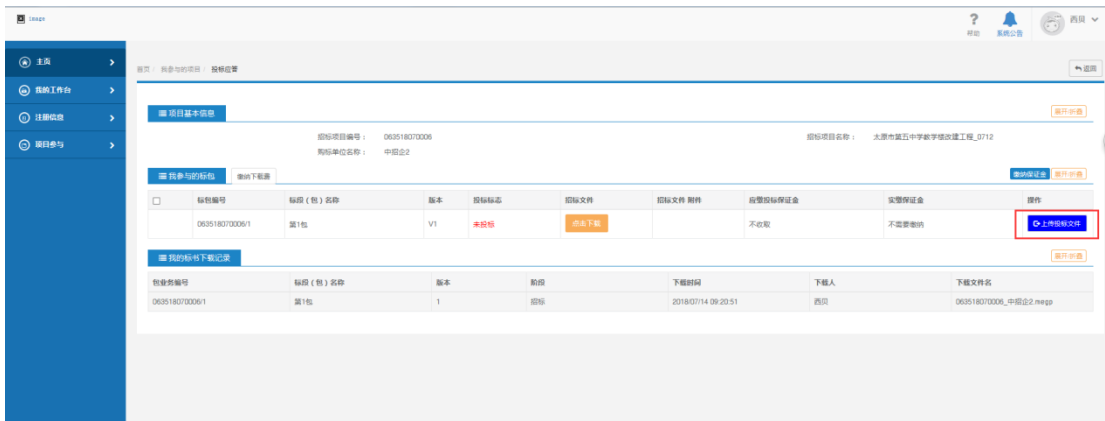 image
?
帮助
系统公告
西贝
主页
我的工作台
注册信息
项目参与
首页 / 我参与的项目 / 投标应答
返回
项目基本信息
展开/折叠
招标项目编号： 063518070006
招标项目名称： 太原市第五中学教学楼改建工程_0712
购标单位名称： 中招企2
我参与的标包
缴纳下载费
缴纳保证金
展开/折叠
标包编号 标段（包）名称 版本 投标标志 招标文件 招标文件 附件 应缴投标保证金 实缴保证金 操作
063518070006/1 第1包 V1 未投标 点击下载 不收取 不需要缴纳 上传投标文件
我的标书下载记录
展开/折叠
包业务编号 标段（包）名称 版本 阶段 下载时间 下载人 下载文件名
063518070006/1 第1包 1 招标 2018/07/14 09:20:51 西贝 063518070006_中招企2.megp